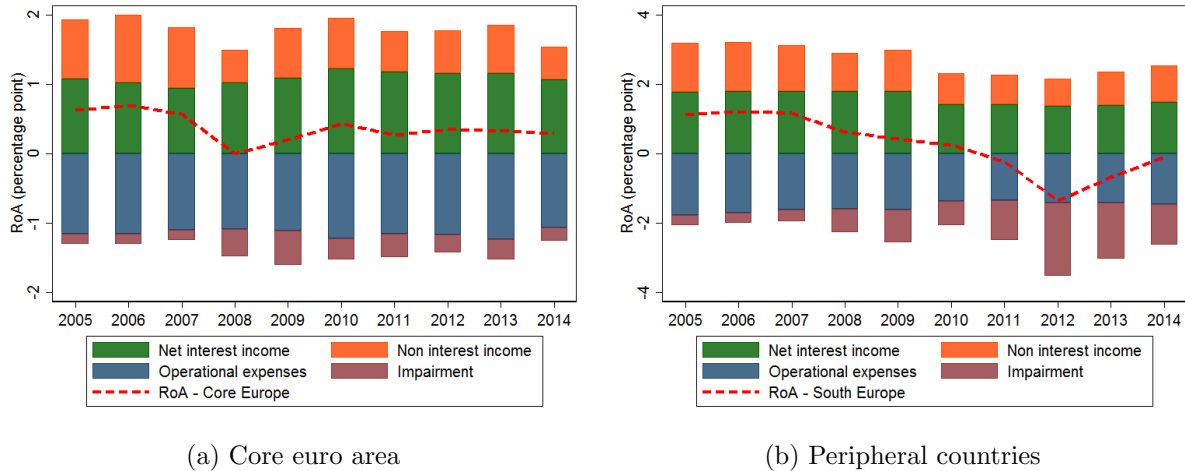 RoA (percentage point)
2
1
0
-1
-2
2005 2006 2007 2008 2009 2010 2011 2012 2013 2014
Net interest income Non interest income
Operational expenses Impairment
RoA - Core Europe
(a) Core euro area
RoA (percentage point)
4
2
0
-2
-4
2005 2006 2007 2008 2009 2010 2011 2012 2013 2014
Net interest income Non interest income
Operational expenses Impairment
RoA - South Europe
(b) Peripheral countries